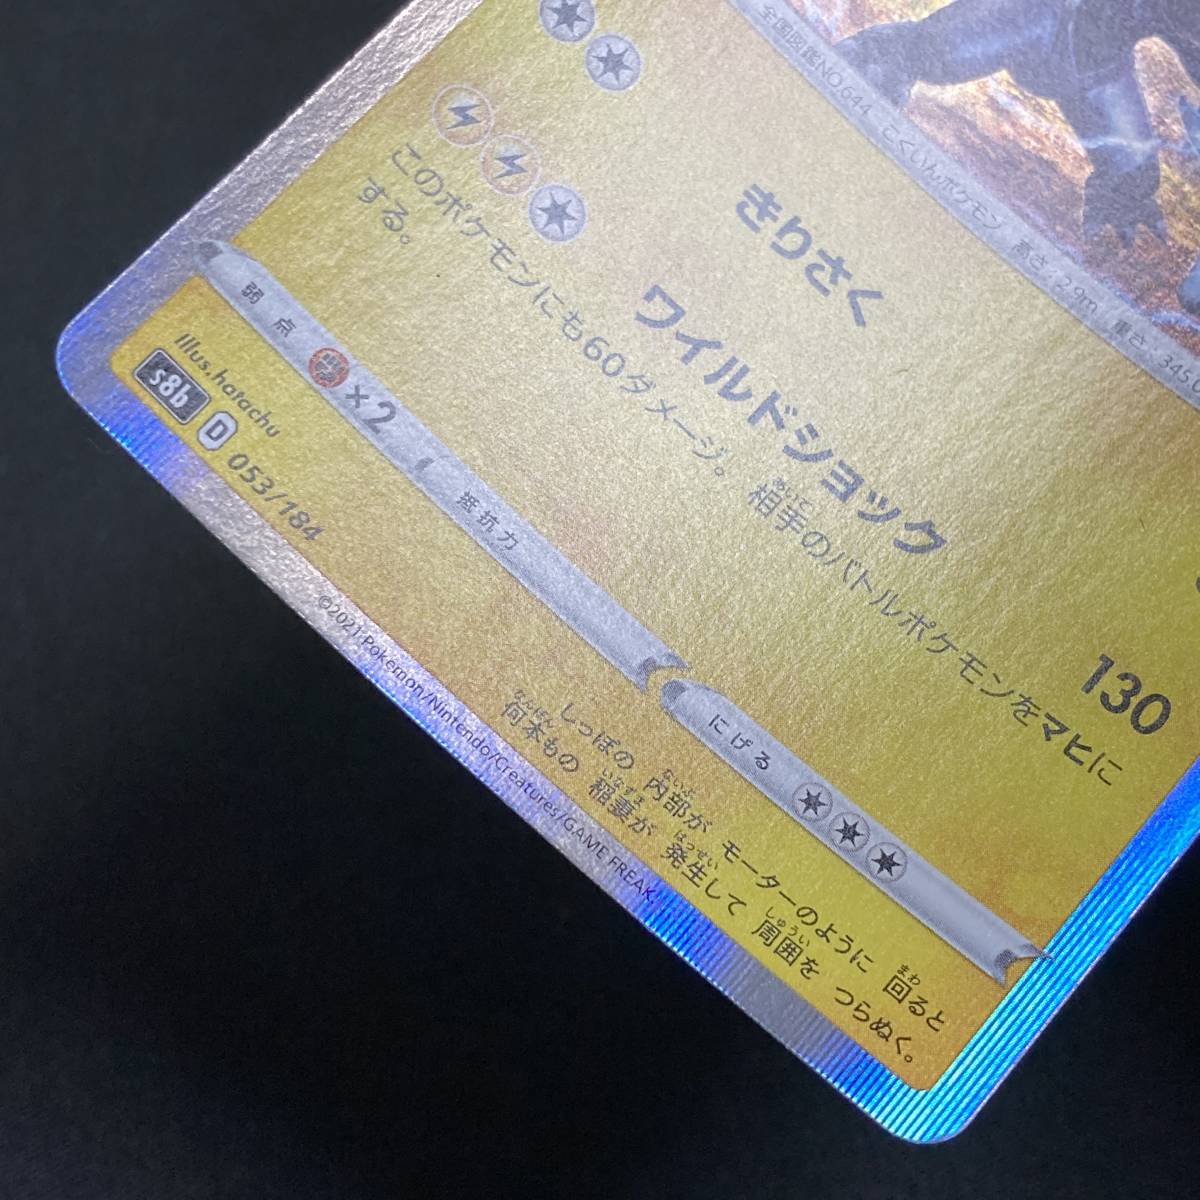 全国図鑑NO.644 こくいんポケモン 高さ:2.9m 重さ:345.0
きりさく
ワイルドショック 130
このポケモンにも60ダメージ。相手のバトルポケモンをマヒに
する。
弱点 ×2 抵抗力 にげる
Illus.hatachu
s8b D 053/184
しっぽの 内部が モーターのように 回ると
何本もの 稲妻が 発生して 周囲を つらぬく。
©2021 Pokémon/Nintendo/Creatures/GAME FREAK.